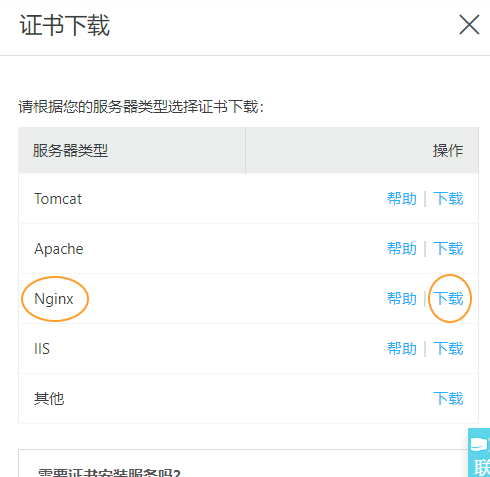 证书下载
请根据您的服务器类型选择证书下载：
服务器类型 操作
Tomcat 帮助 | 下载
Apache 帮助 | 下载
Nginx 帮助 | 下载
IIS 帮助 | 下载
其他 下载
需要证书安装服务吗?
联